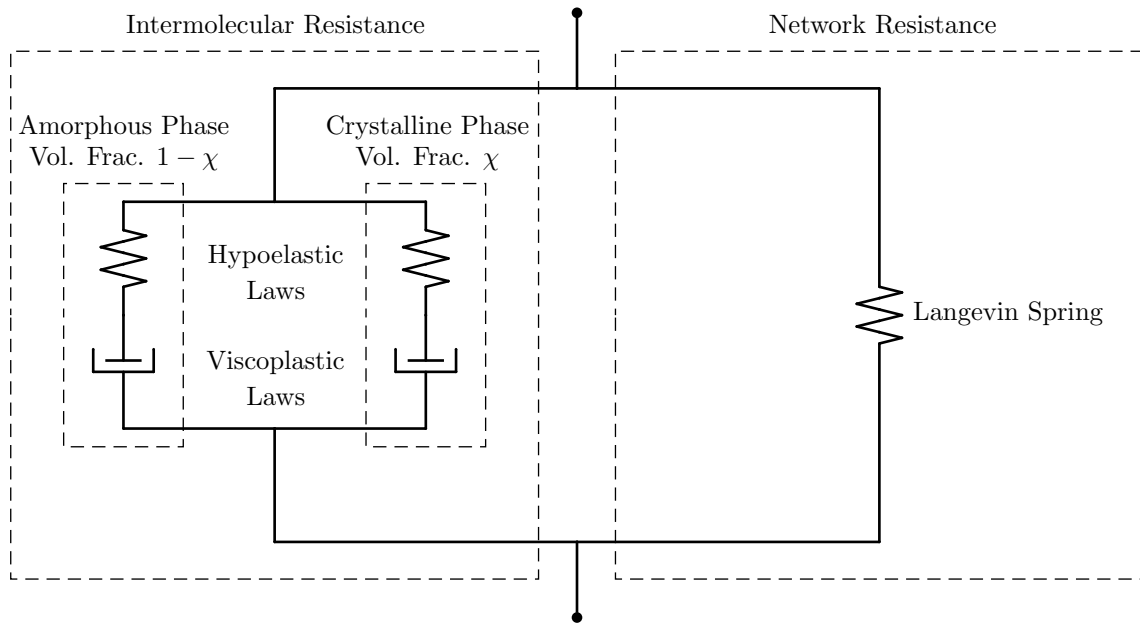 Intermolecular Resistance
Network Resistance
Amorphous Phase
Vol. Frac. 1 − χ
Crystalline Phase
Vol. Frac. χ
Hypoelastic
Laws
Viscoplastic
Laws
Langevin Spring